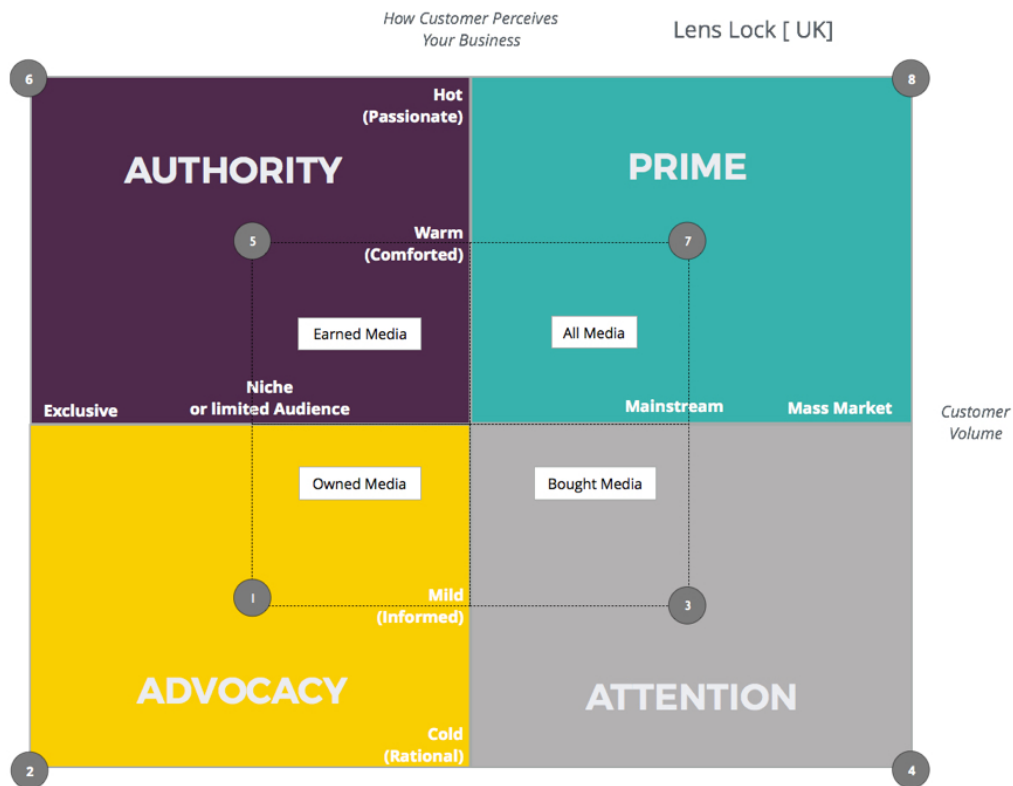 How Customer Perceives
Your Business
Lens Lock [ UK]
6
8
Hot
(Passionate)
AUTHORITY
PRIME
5
Warm
(Comforted)
7
Earned Media
All Media
Exclusive
Niche
or limited Audience
Mainstream
Mass Market
Customer
Volume
Owned Media
Bought Media
1
Mild
(Informed)
3
ADVOCACY
ATTENTION
Cold
(Rational)
2
4